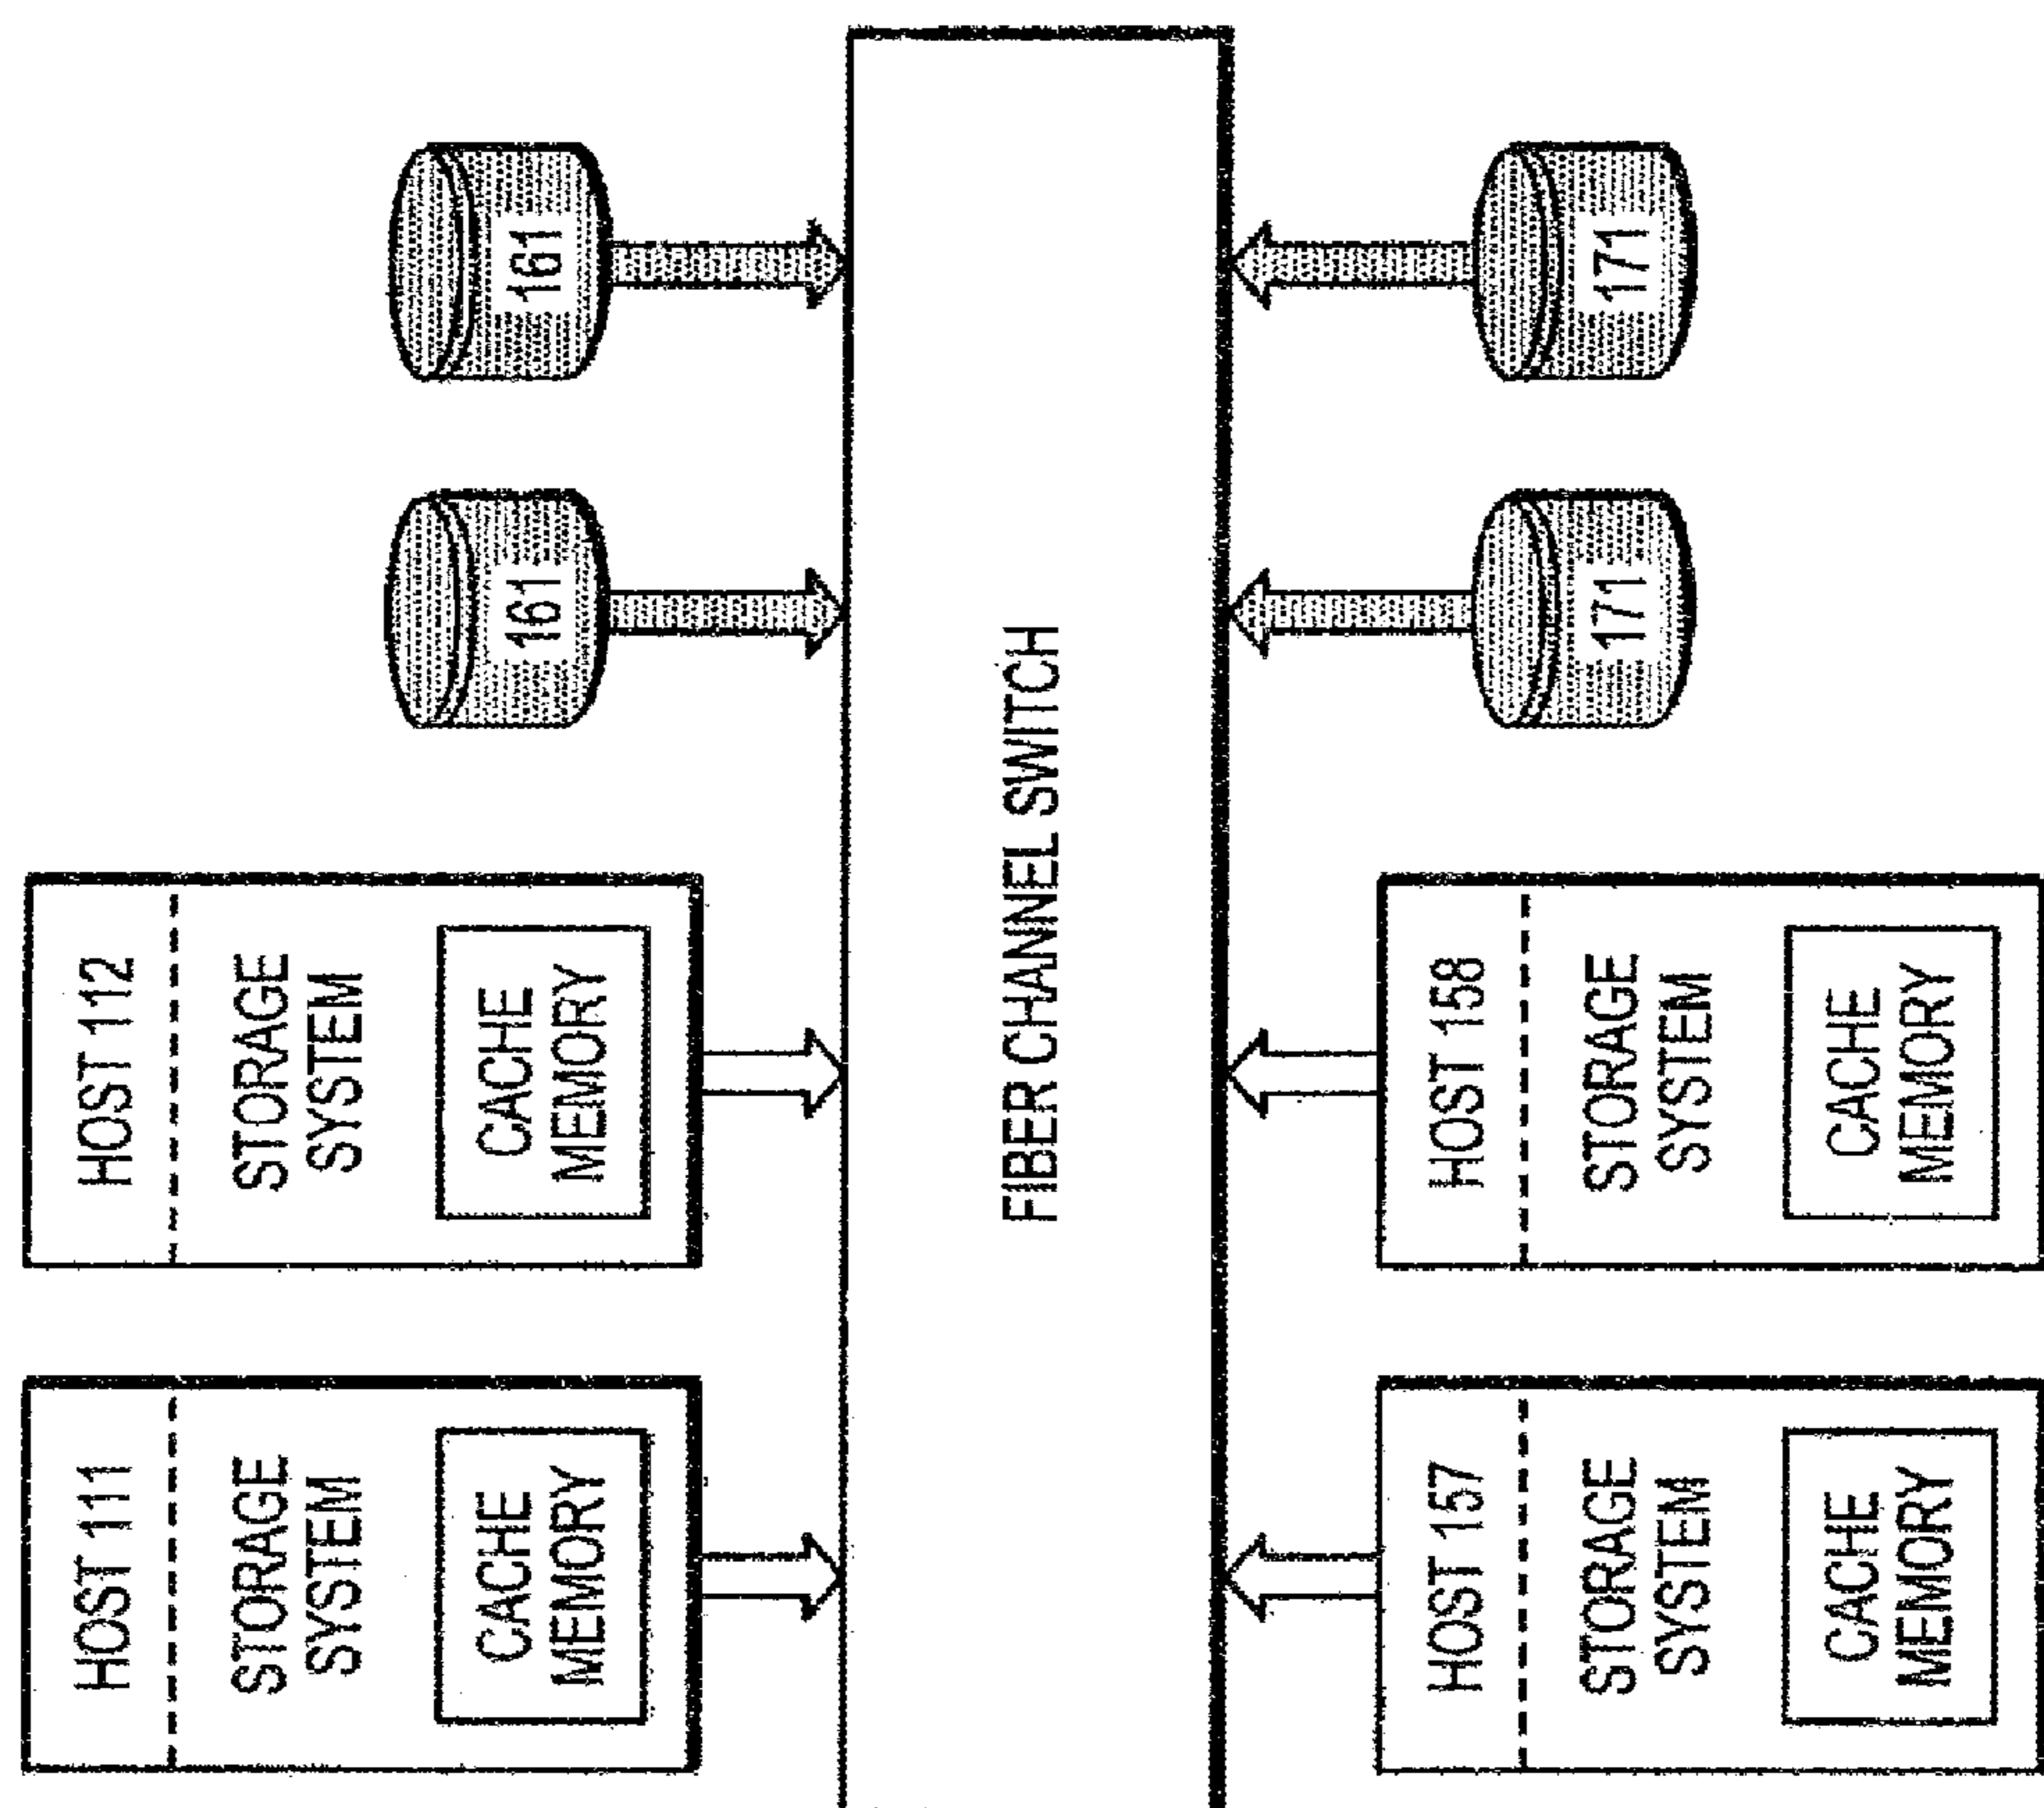 HOST 111
STORAGE
SYSTEM
CACHE
MEMORY
HOST 112
STORAGE
SYSTEM
CACHE
MEMORY
161
161
FIBER CHANNEL SWITCH
HOST 157
STORAGE
SYSTEM
CACHE
MEMORY
HOST 158
STORAGE
SYSTEM
CACHE
MEMORY
171
171